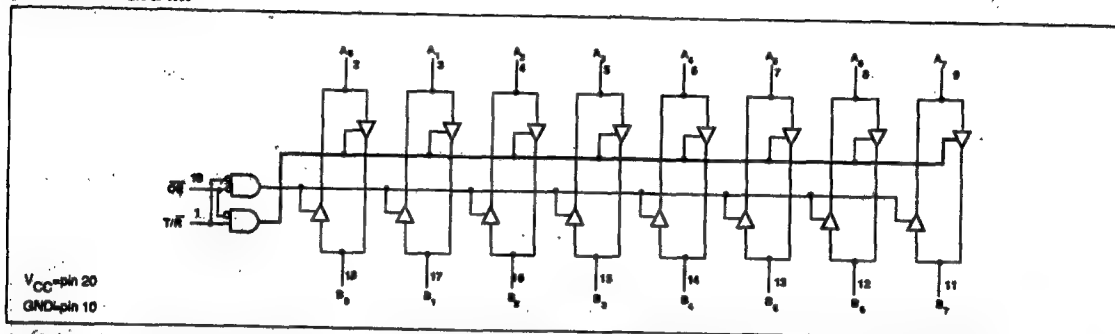 A0 A1 A2 A3 A4 A5 A6 A7
2 3 4 5 6 7 8 9
19
T/R 1
18 17 16 15 14 13 12 11
B0 B1 B2 B3 B4 B5 B6 B7
VCC=pin 20
GND=pin 10